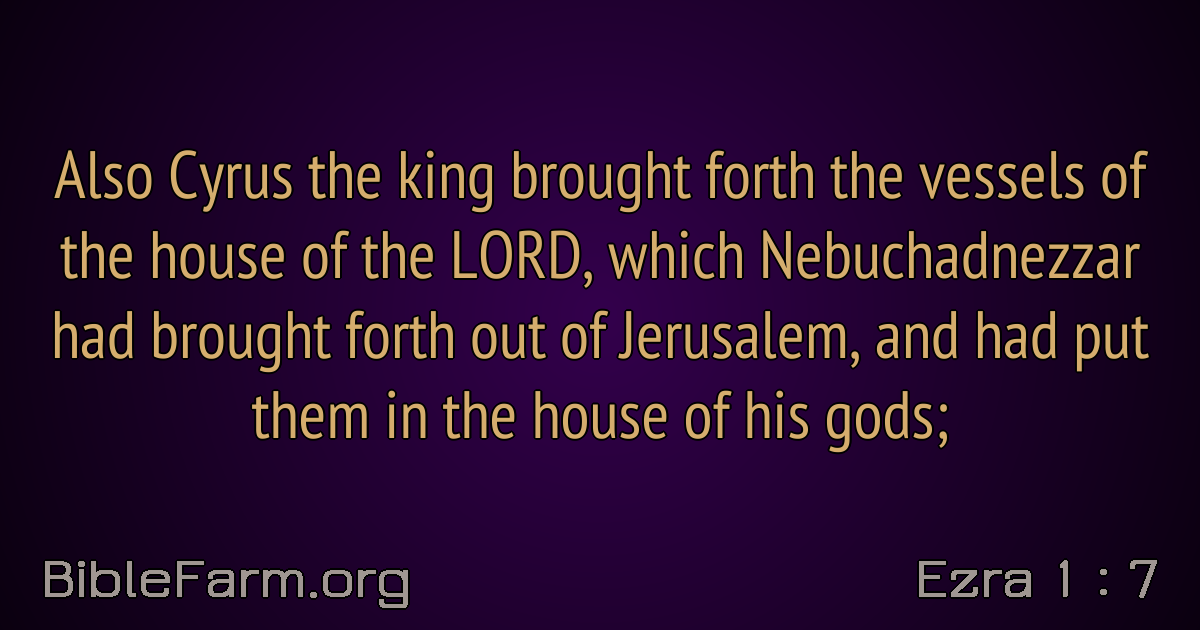 Also Cyrus the king brought forth the vessels of
the house of the LORD, which Nebuchadnezzar
had brought forth out of Jerusalem, and had put
them in the house of his gods;
BibleFarm.org
Ezra 1 : 7